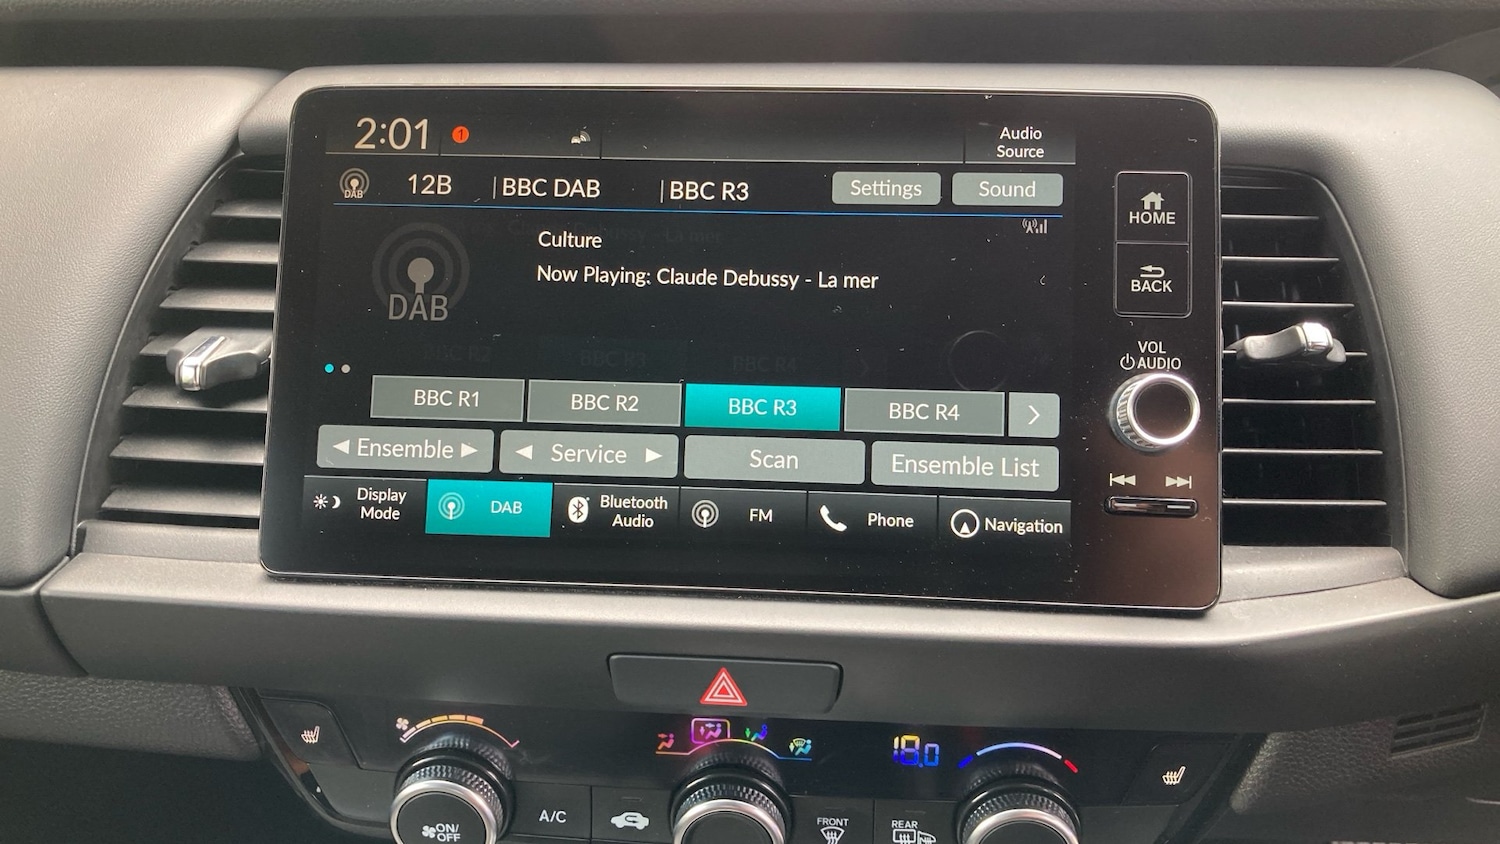 2:01
1
Audio
Source
DAB
12B
BBC DAB
BBC R3
Settings
Sound
HOME
BACK
Culture
Now Playing: Claude Debussy - La mer
DAB
VOL
AUDIO
BBC R1
BBC R2
BBC R3
BBC R4
Ensemble
Service
Scan
Ensemble List
Display
Mode
DAB
Bluetooth
Audio
FM
Phone
Navigation
18.0
ON/
OFF
A/C
FRONT
REAR